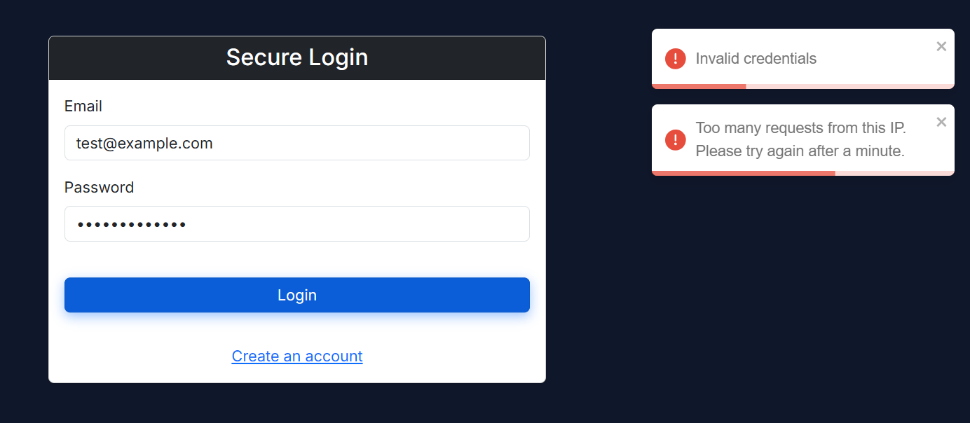 Secure Login
Email
test@example.com
Password
•••••••••••••
Login
Create an account
Invalid credentials
Too many requests from this IP.
Please try again after a minute.